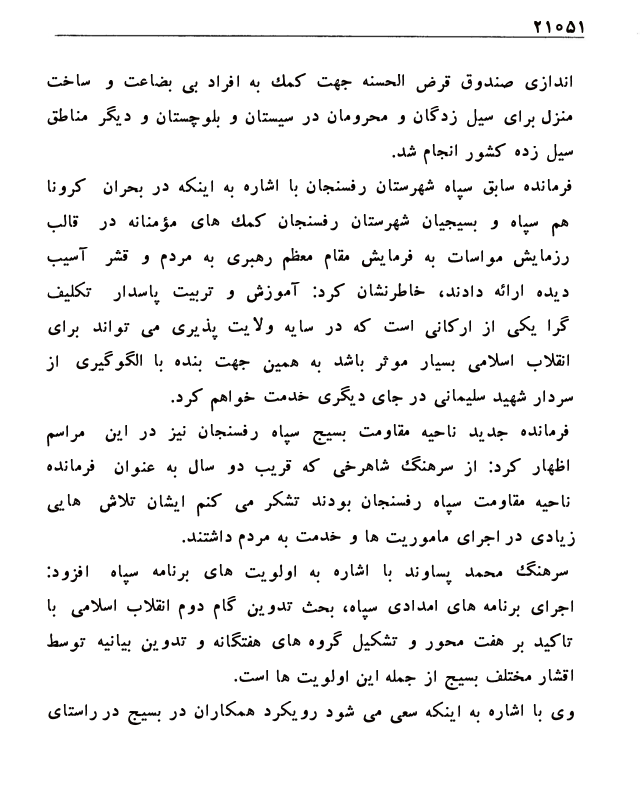 ۲۱۰۵۱
اندازی صندوق قرض الحسنه جهت کمك به افراد بی بضاعت و ساخت
منزل برای سیل زدگان و محرومان در سیستان و بلوچستان و دیگر مناطق
سیل زده کشور انجام شد.
فرمانده سابق سپاه شهرستان رفسنجان با اشاره به اینکه در بحران کرونا
هم سپاه و بسیجیان شهرستان رفسنجان کمك های مؤمنانه در قالب
رزمایش مواسات به فرمایش مقام معظم رهبری به مردم و قشر آسیب
دیده ارائه دادند، خاطرنشان کرد: آموزش و تربیت پاسدار تکلیف
گرا یکی از ارکانی است که در سایه ولایت پذیری می تواند برای
انقلاب اسلامی بسیار موثر باشد به همین جهت بنده با الگوگیری از
سردار شهید سلیمانی در جای دیگری خدمت خواهم کرد.
فرمانده جدید ناحیه مقاومت بسیج سپاه رفسنجان نیز در این مراسم
اظهار کرد: از سرهنگ شاهرخی که قریب دو سال به عنوان فرمانده
ناحیه مقاومت سپاه رفسنجان بودند تشکر می کنم ایشان تلاش هایی
زیادی در اجرای ماموریت ها و خدمت به مردم داشتند.
سرهنگ محمد پساوند با اشاره به اولویت های برنامه سپاه افزود:
اجرای برنامه های امدادی سپاه، بحث تدوین گام دوم انقلاب اسلامی با
تاکید بر هفت محور و تشکیل گروه های هفتگانه و تدوین بیانیه توسط
اقشار مختلف بسیج از جمله این اولویت ها است.
وی با اشاره به اینکه سعی می شود رویکرد همکاران در بسیج در راستای